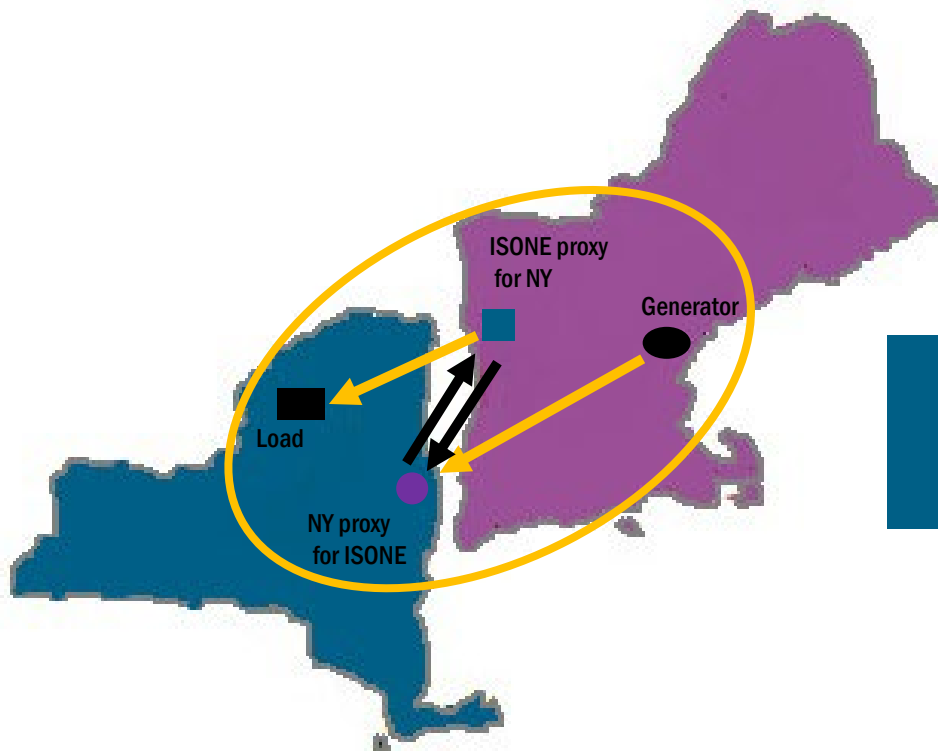 ISONE proxy
for NY
Generator
Load
NY proxy
for ISONE